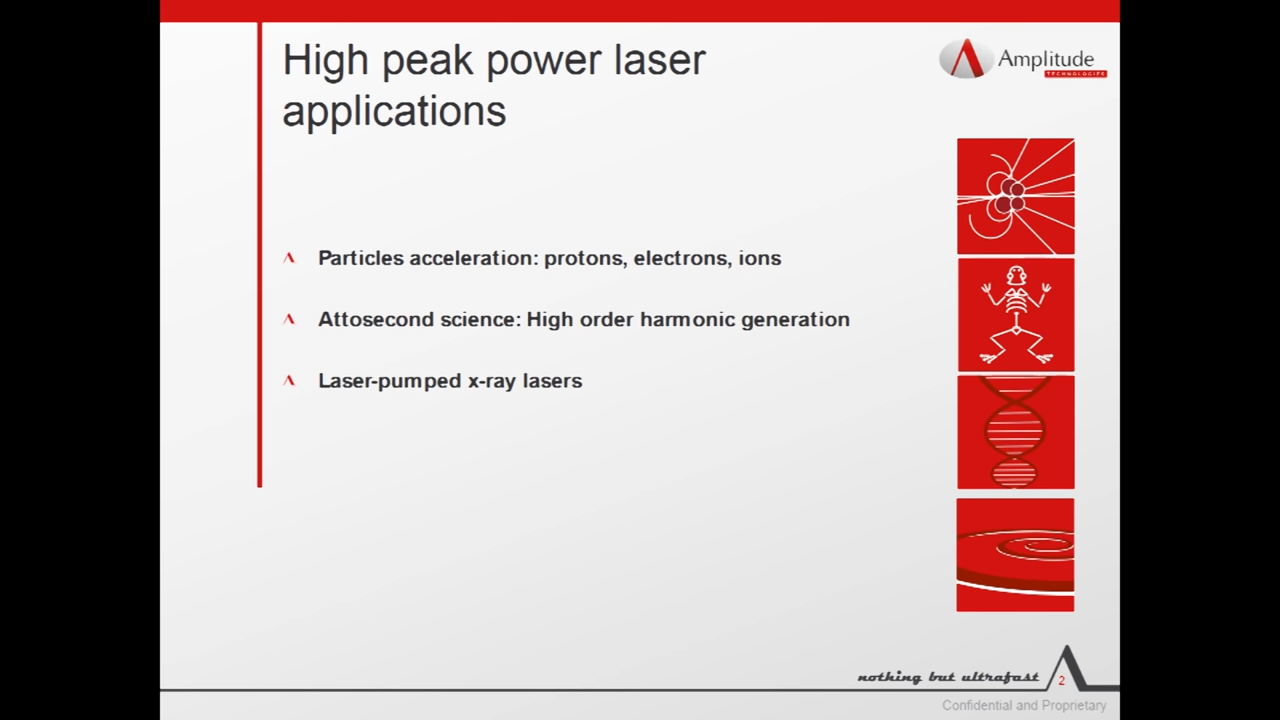 High peak power laser
applications
Amplitude
TECHNOLOGIES
Particles acceleration: protons, electrons, ions
Attosecond science: High order harmonic generation
Laser-pumped x-ray lasers
nothing but ultrafast
2
Confidential and Proprietary